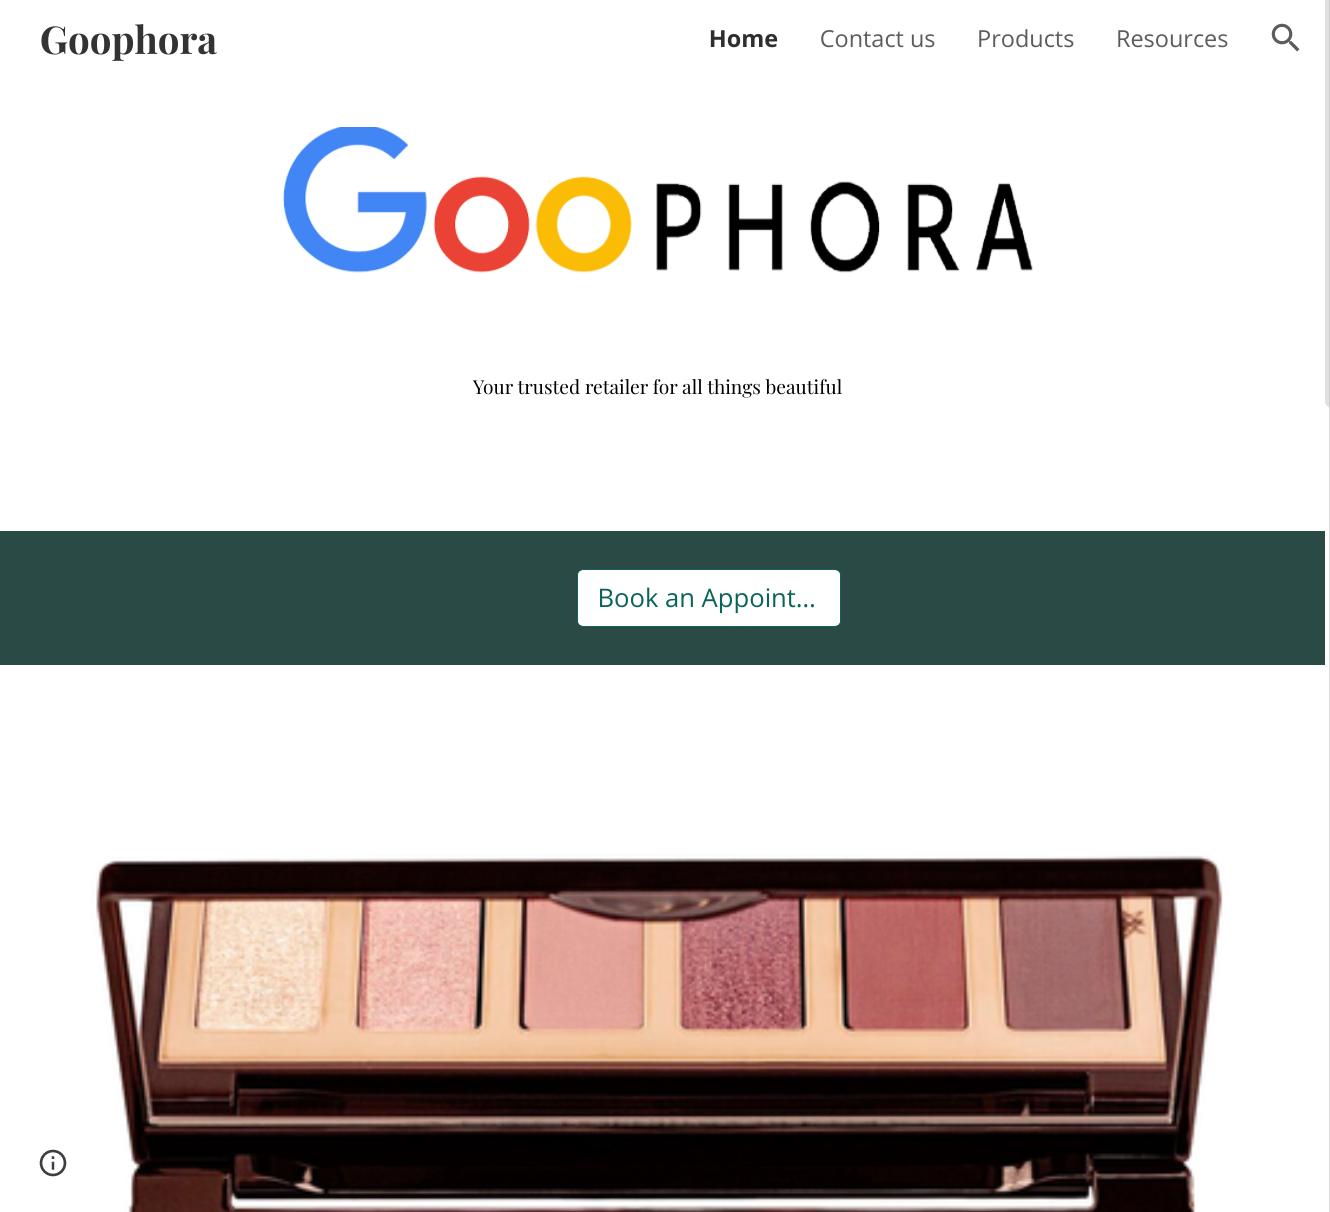 Goophora
Home Contact us Products Resources
GOOPHORA
Your trusted retailer for all things beautiful
Book an Appoint...